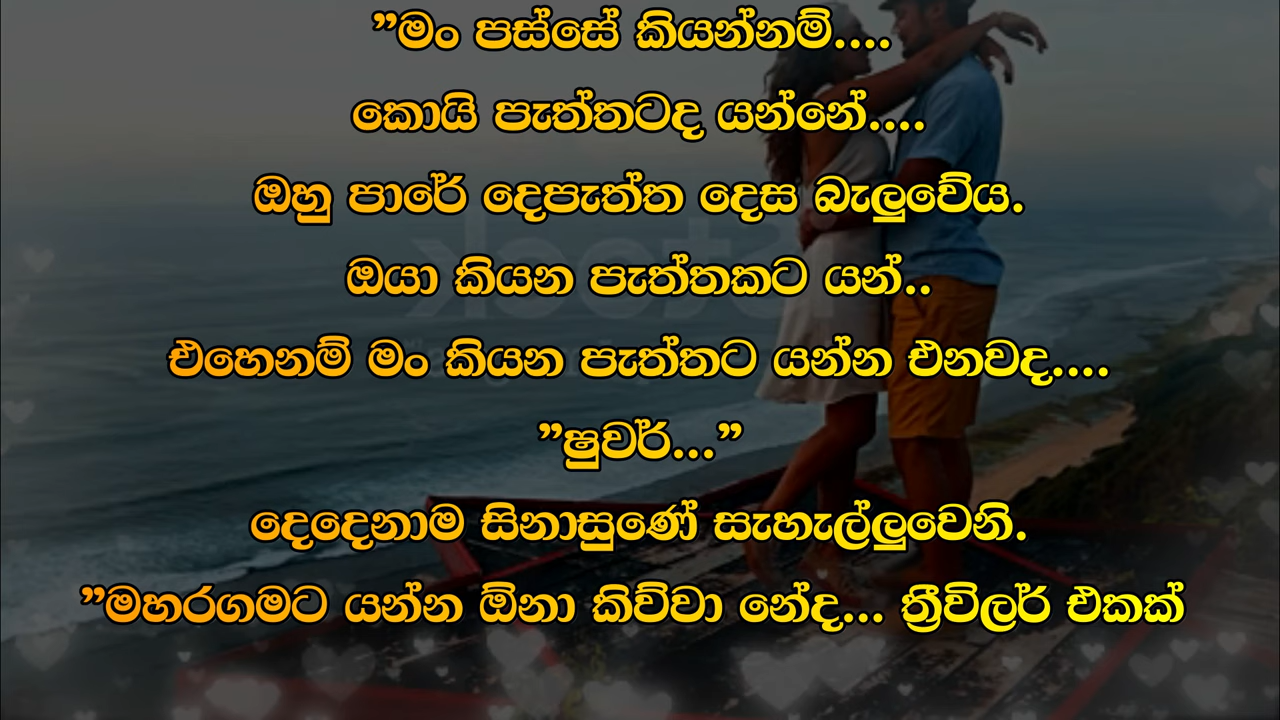 ”මං පස්සේ කියන්නම්....
කොයි පැත්තටද යන්නේ....
ඔහු පාරේ දෙපැත්ත දෙස බැලුවේය.
ඔයා කියන පැත්තකට යන්..
එහෙනම් මං කියන පැත්තට යන්න එනවද....
”ෂුවර්...”
දෙදෙනාම සිනාසුණේ සැහැල්ලුවෙනි.
”මහරගමට යන්න ඕනා කිව්වා නේද... ත්‍රීවිලර් එකක්